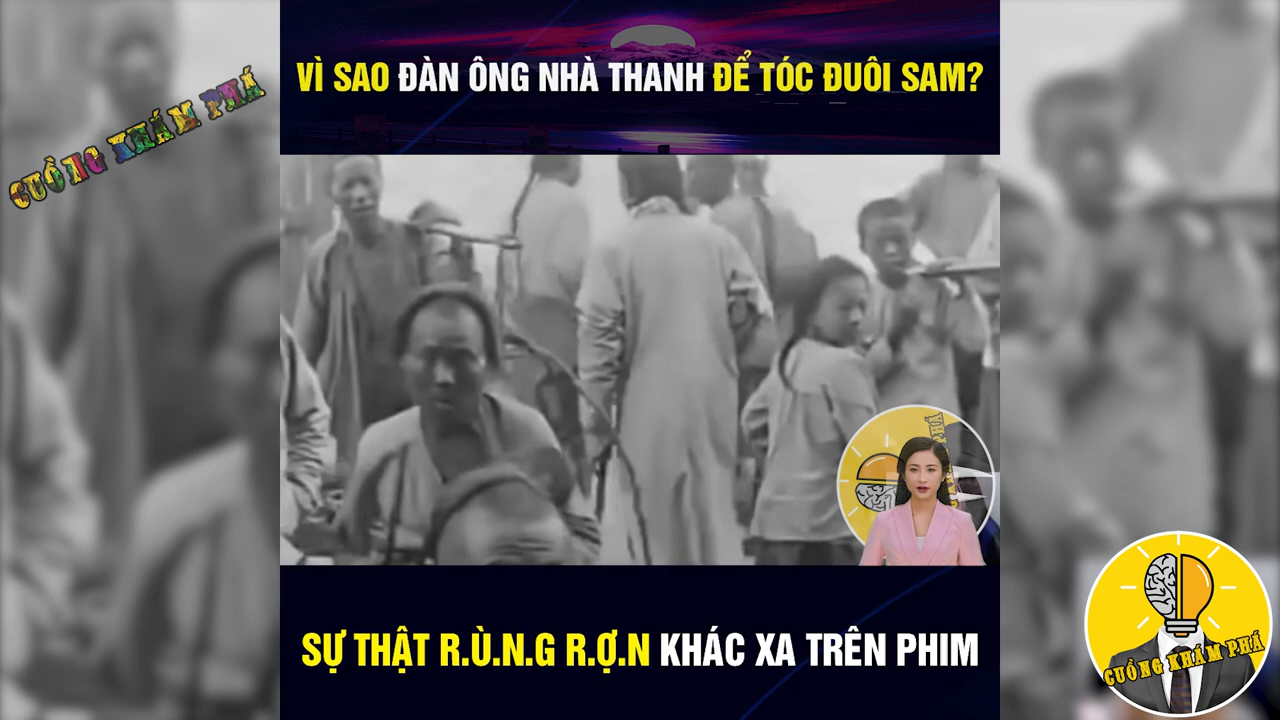 VÌ SAO ĐÀN ÔNG NHÀ THANH ĐỂ TÓC ĐUÔI SAM?
CUỒNG KHÁM PHÁ
SỰ THẬT R.Ù.N.G R.Ợ.N KHÁC XA TRÊN PHIM
CUỒNG KHÁM PHÁ